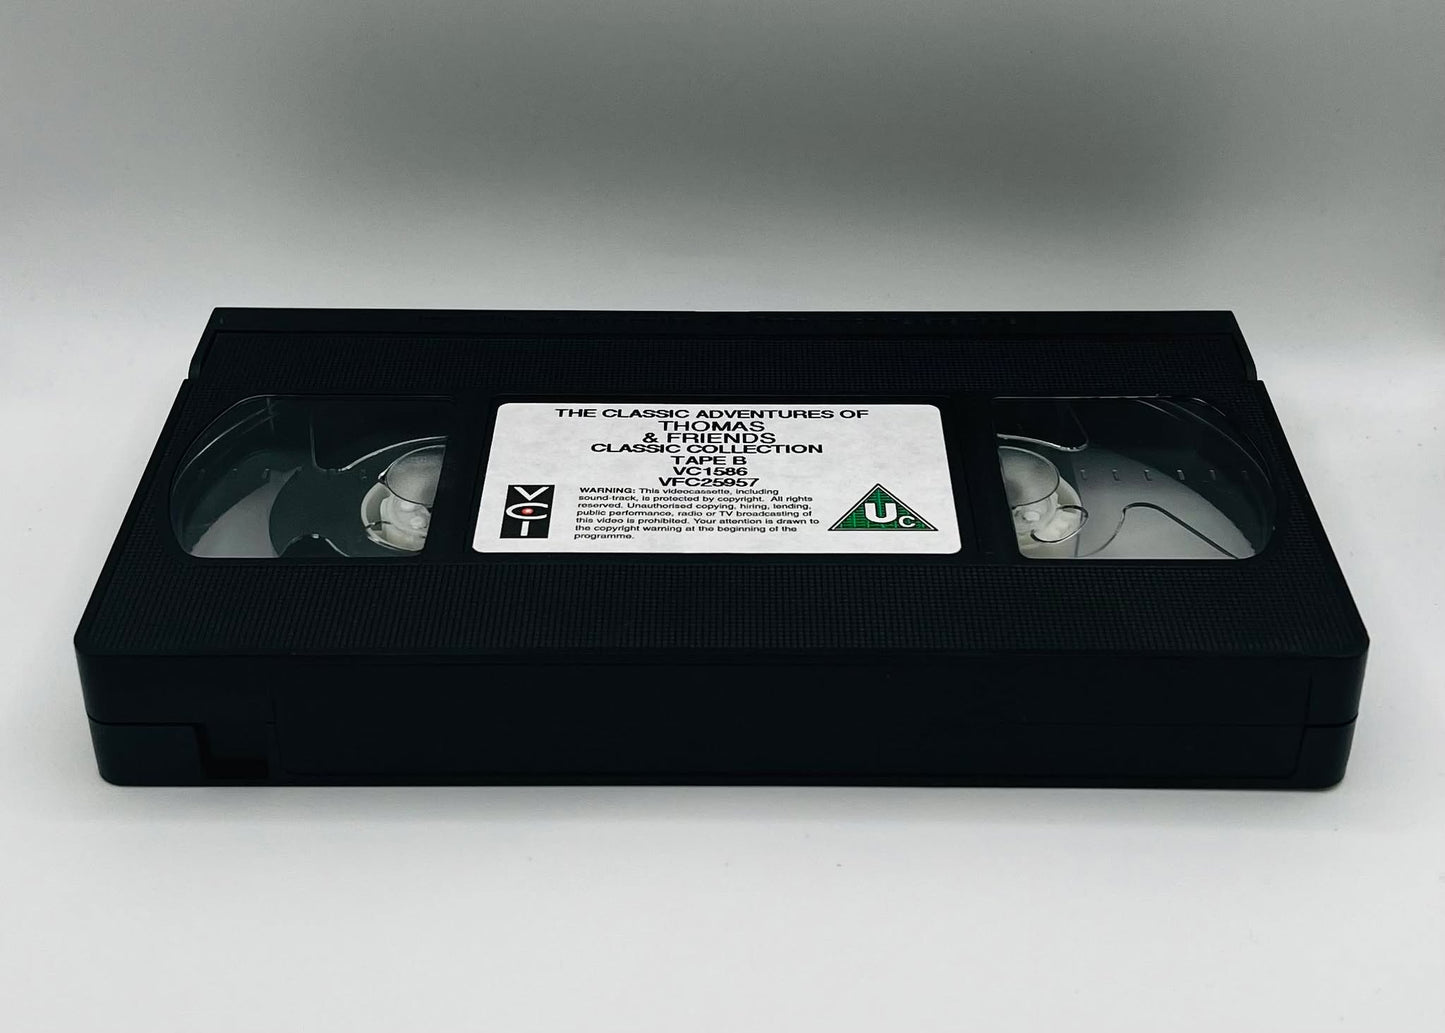 THE CLASSIC ADVENTURES OF
THOMAS
& FRIENDS
CLASSIC COLLECTION
TAPE B
VC1586
VFC25957
VCI
WARNING: This videocassette, including
sound-track, is protected by copyright. All rights
reserved. Unauthorised copying, hiring, lending,
public performance, radio or TV broadcasting of
this video is prohibited. Your attention is drawn to
the copyright warning at the beginning of the
programme.
Uc